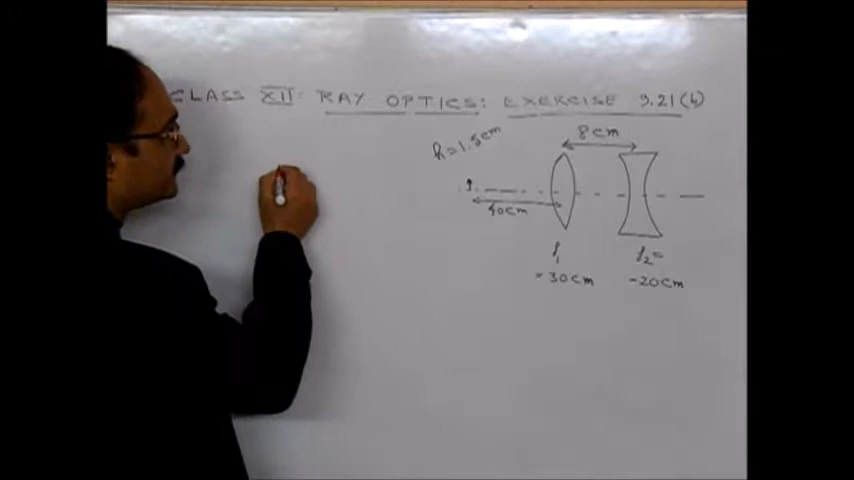 CLASS XII: RAY OPTICS: EXERCISE 9.21(b)
h=1.5cm
8cm
40cm
f₁
=30cm
f₂=
-20cm